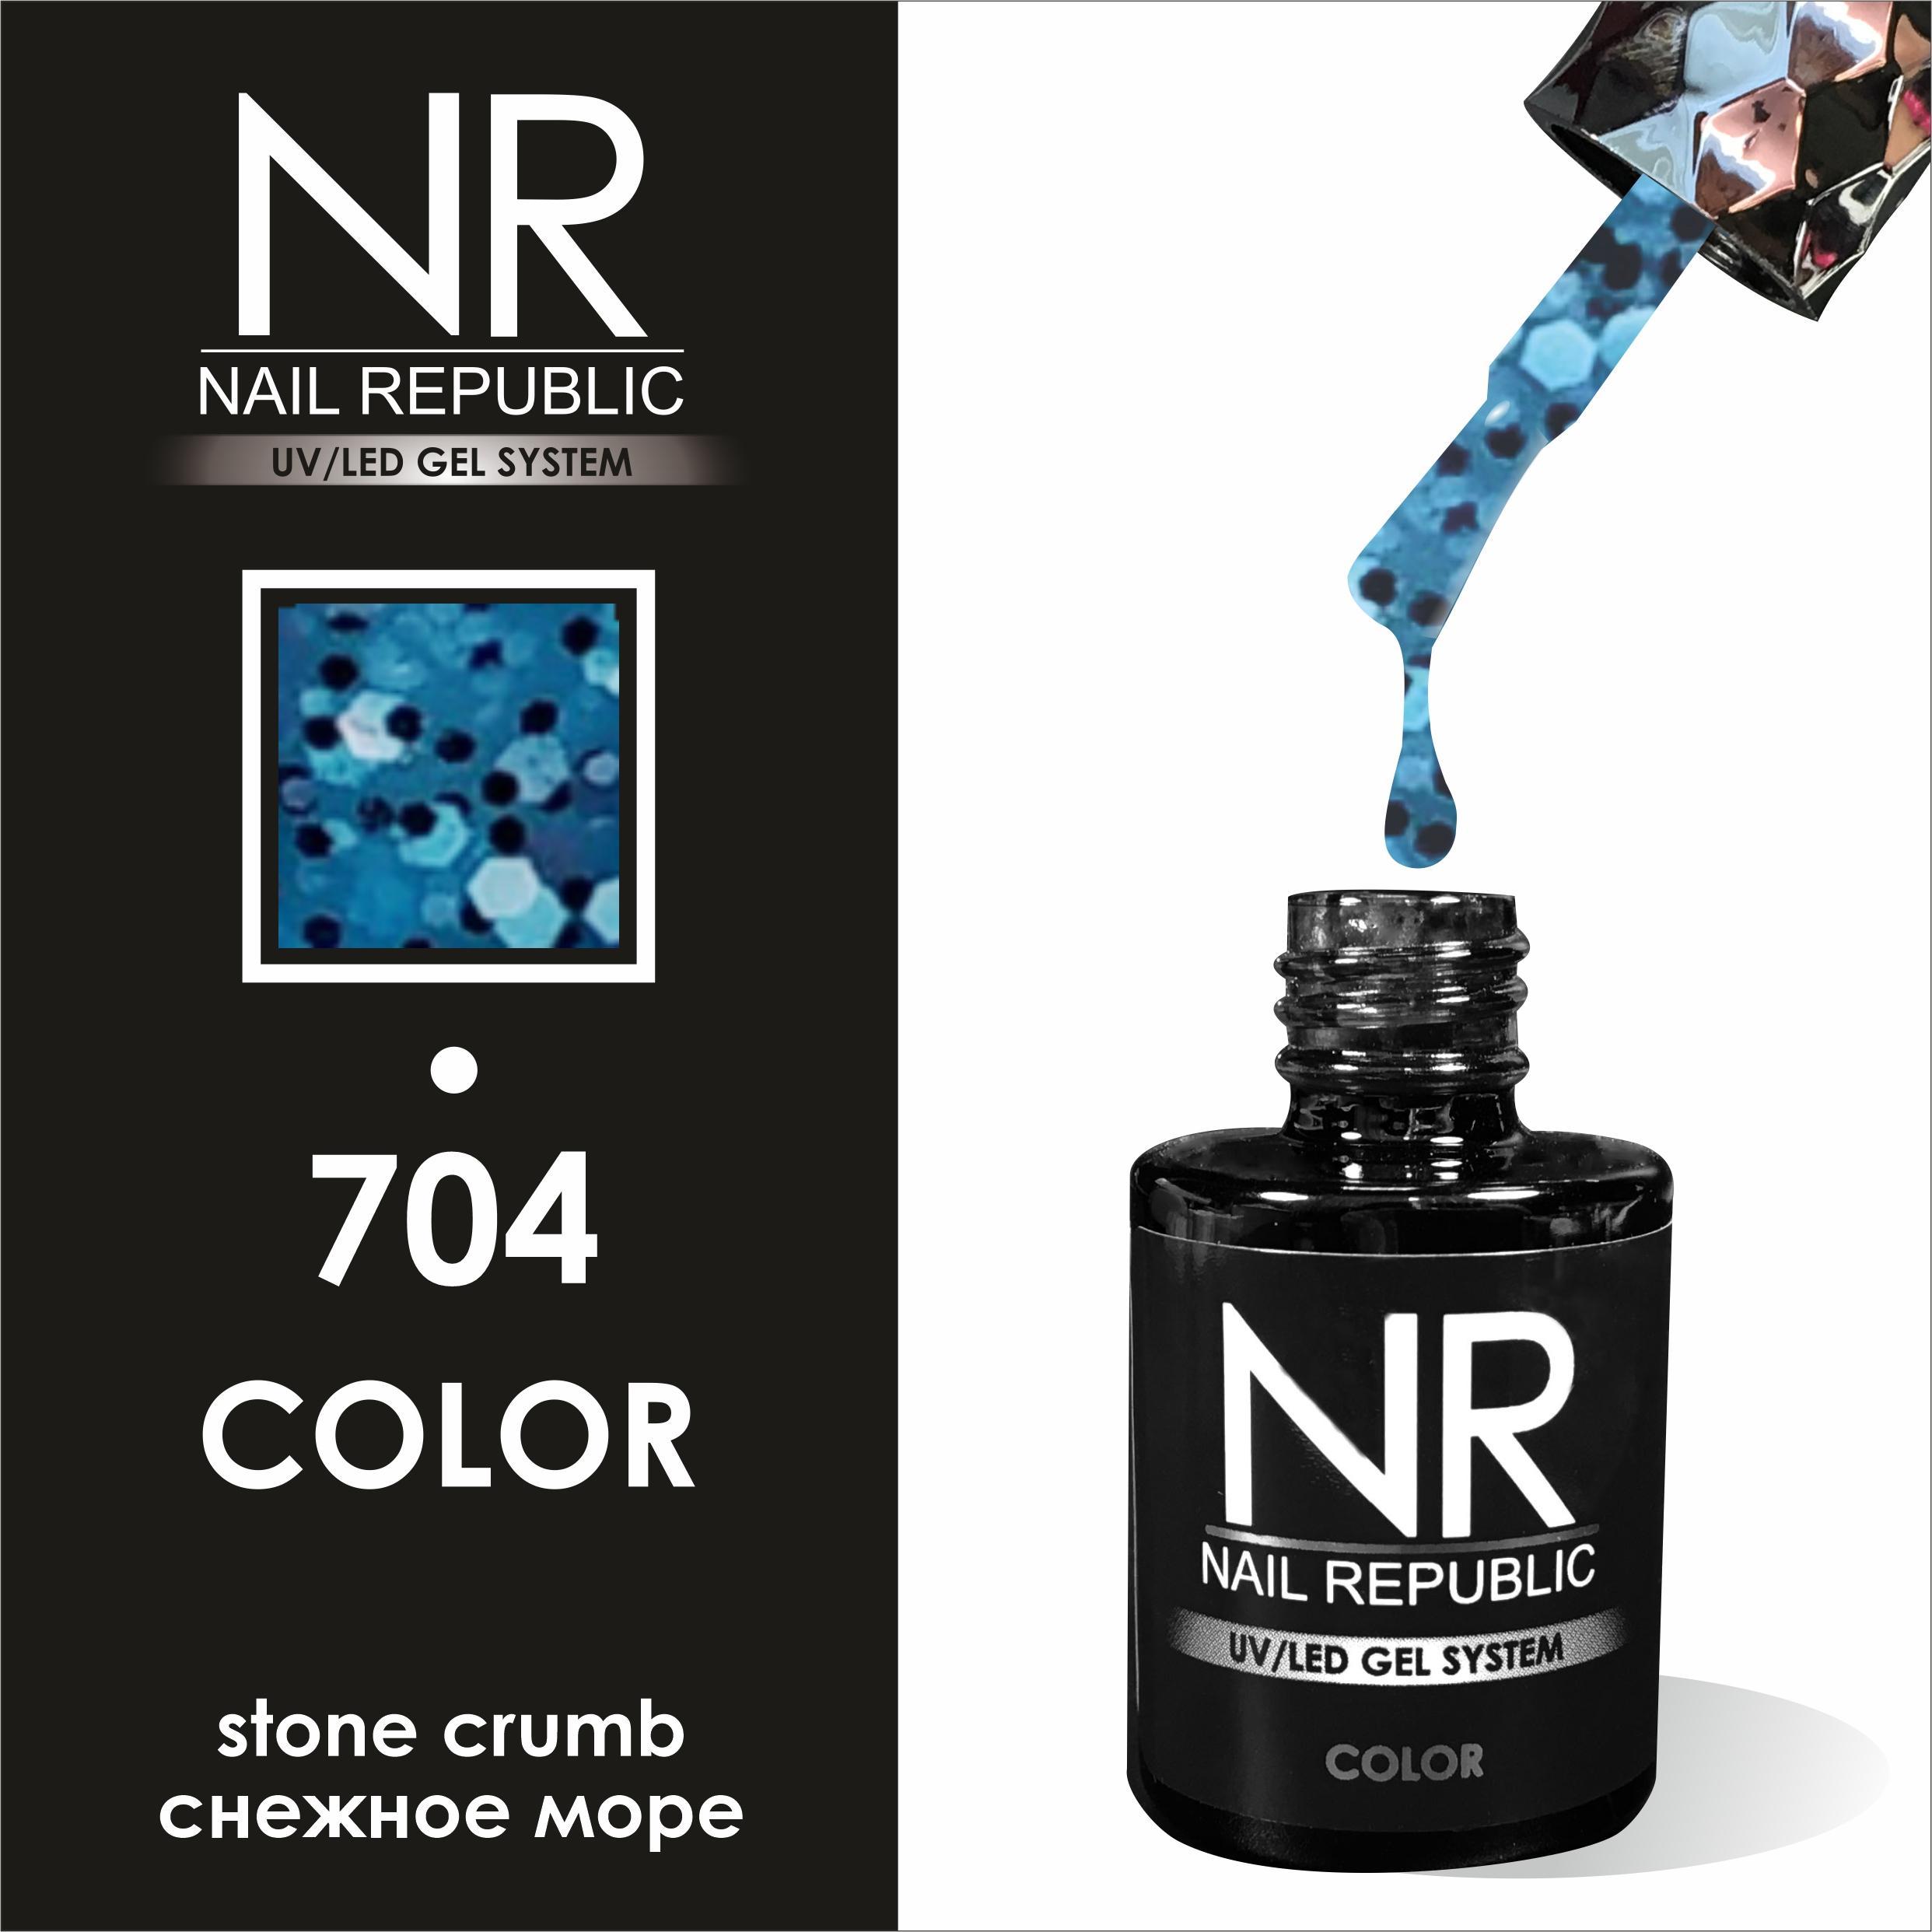 NR
NAIL REPUBLIC
UV/LED GEL SYSTEM
704
COLOR
stone crumb
снежное море
NR
NAIL REPUBLIC
UV/LED GEL SYSTEM
COLOR